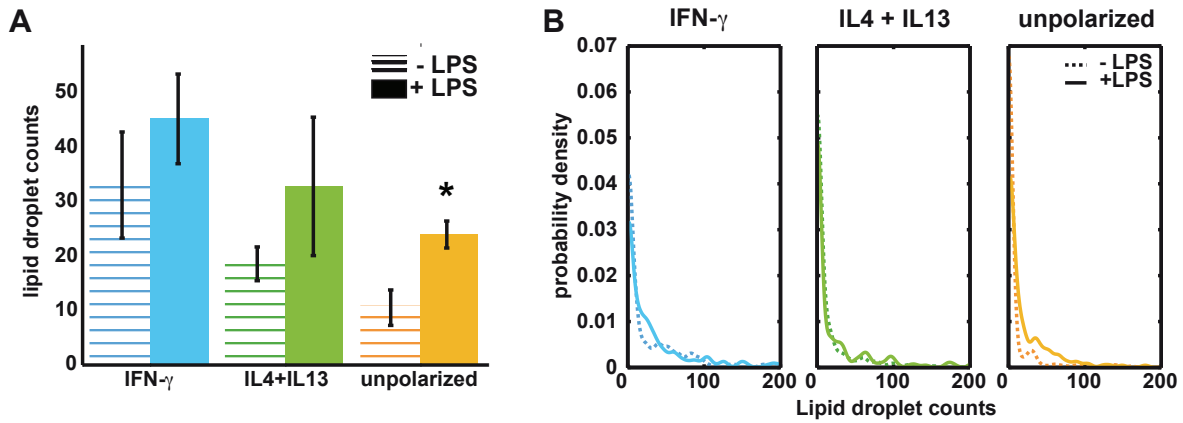 A
lipid droplet counts
50
40
30
20
10
0
- LPS
+ LPS
*
IFN-γ
IL4+IL13
unpolarized
B
IFN-γ
IL4 + IL13
unpolarized
probability density
0.07
0.06
0.05
0.04
0.03
0.02
0.01
0
- LPS
+LPS
0 100 200
0 100 200
0 100 200
Lipid droplet counts